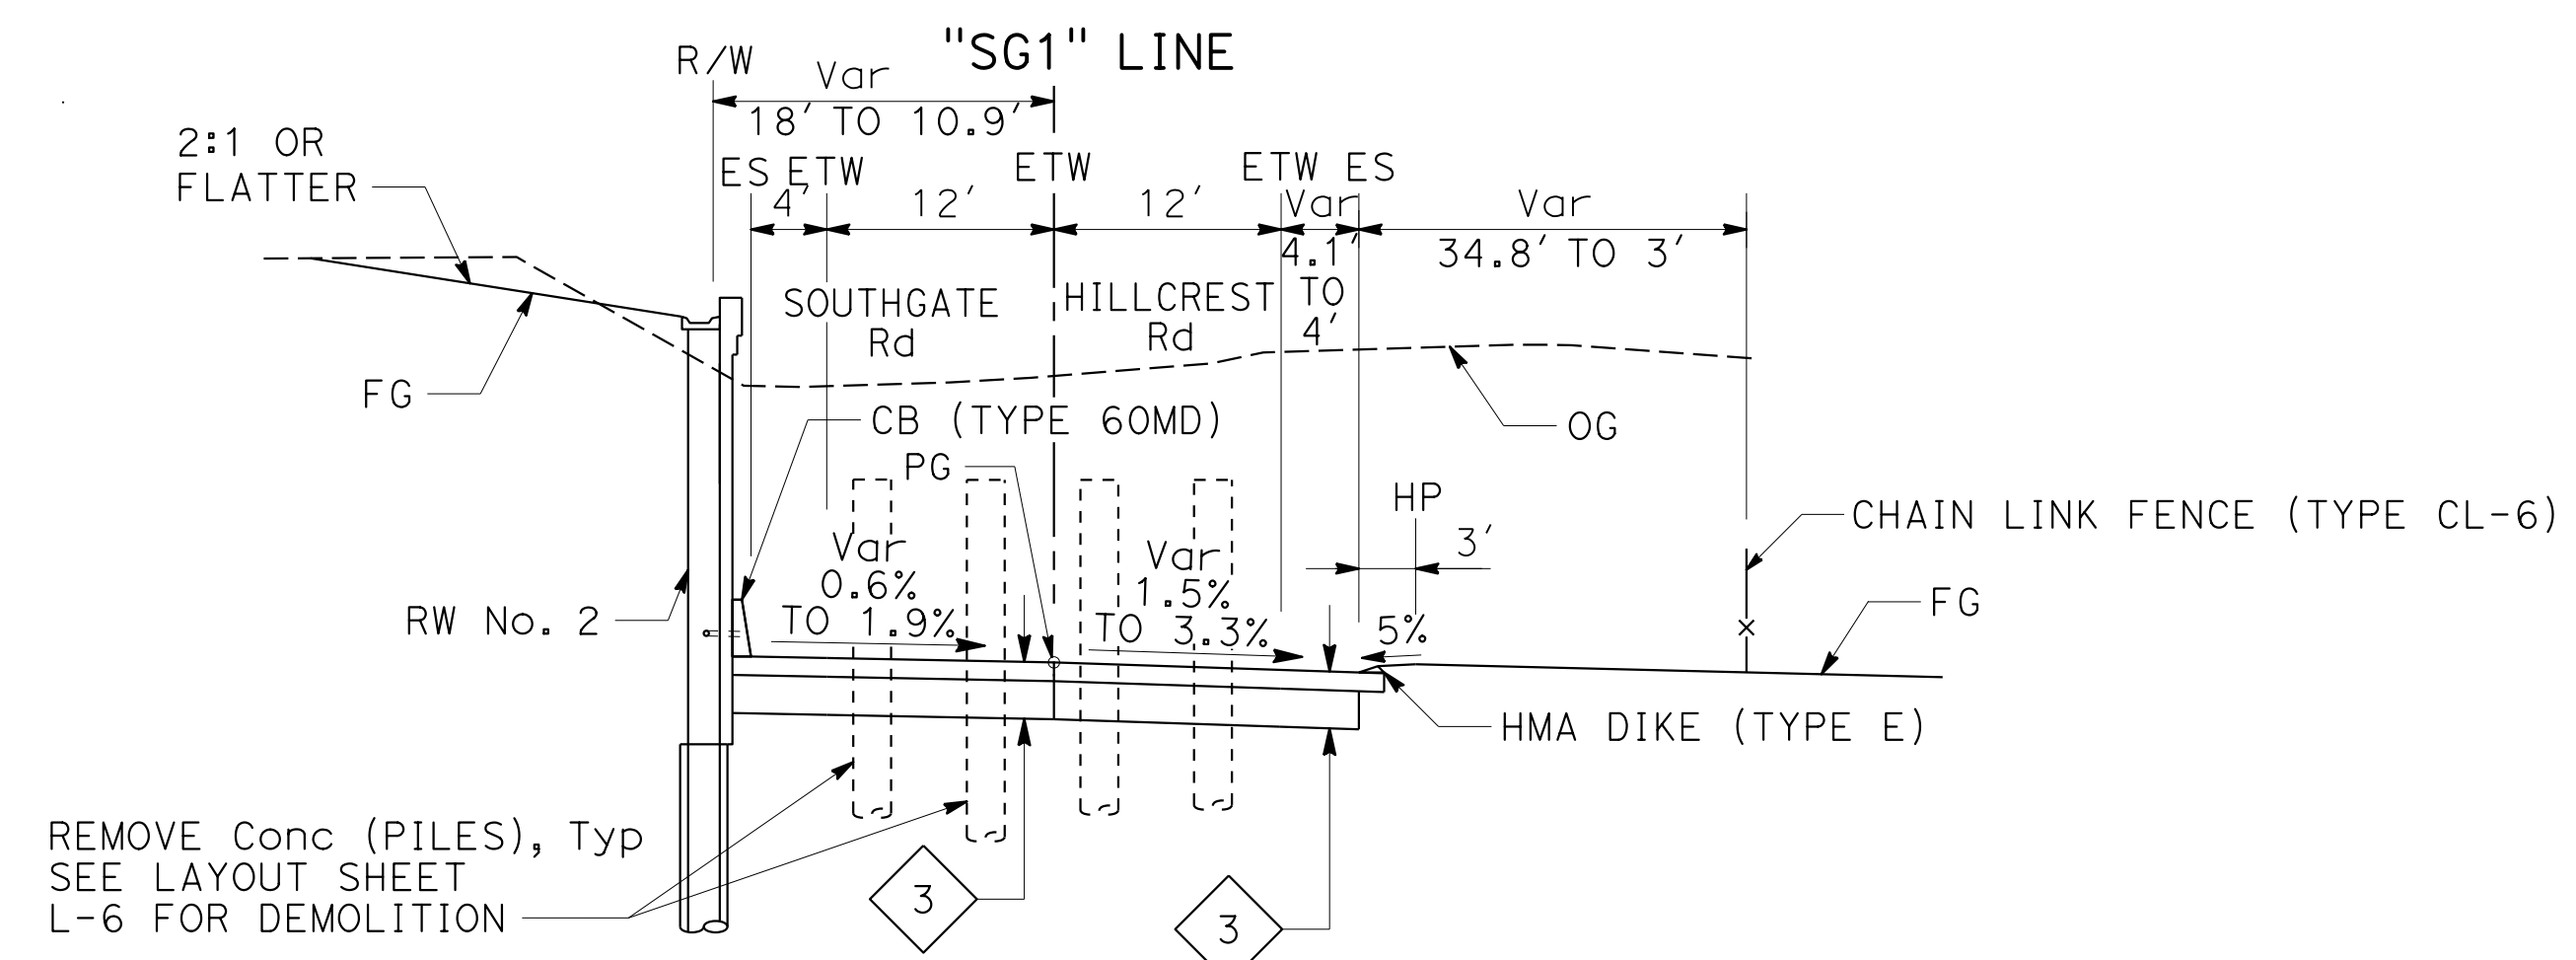 "SG1" LINE
R/W
Var
18' TO 10.9'
2:1 OR
FLATTER
ES ETW
ETW
ETW ES
4'
12'
12'
Var
4.1'
TO
4'
Var
34.8' TO 3'
SOUTHGATE
Rd
HILLCREST
Rd
FG
CB (TYPE 60MD)
OG
PG
HP
3'
CHAIN LINK FENCE (TYPE CL-6)
Var
0.6%
TO 1.9%
Var
1.5%
TO 3.3%
5%
RW No. 2
FG
HMA DIKE (TYPE E)
REMOVE Conc (PILES), Typ
SEE LAYOUT SHEET
L-6 FOR DEMOLITION
3
3